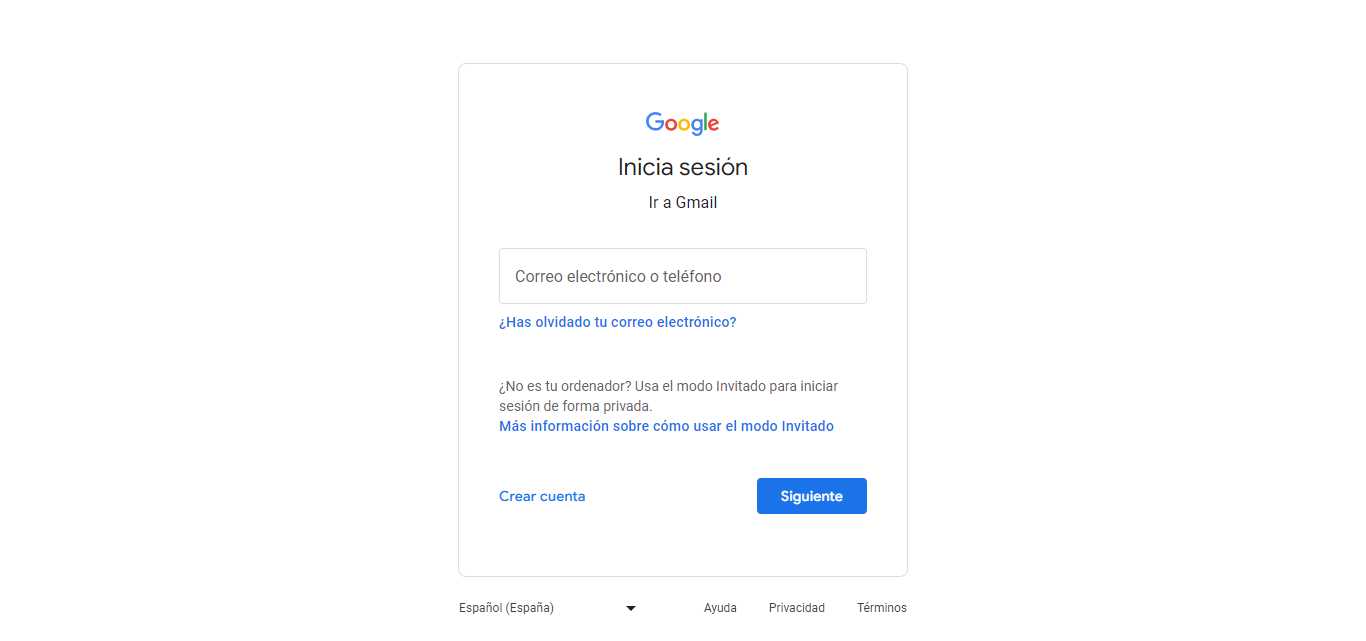 Google
Inicia sesión
Ir a Gmail
Correo electrónico o teléfono
¿Has olvidado tu correo electrónico?
¿No es tu ordenador? Usa el modo Invitado para iniciar
sesión de forma privada.
Más información sobre cómo usar el modo Invitado
Crear cuenta
Siguiente
Español (España)
Ayuda
Privacidad
Términos